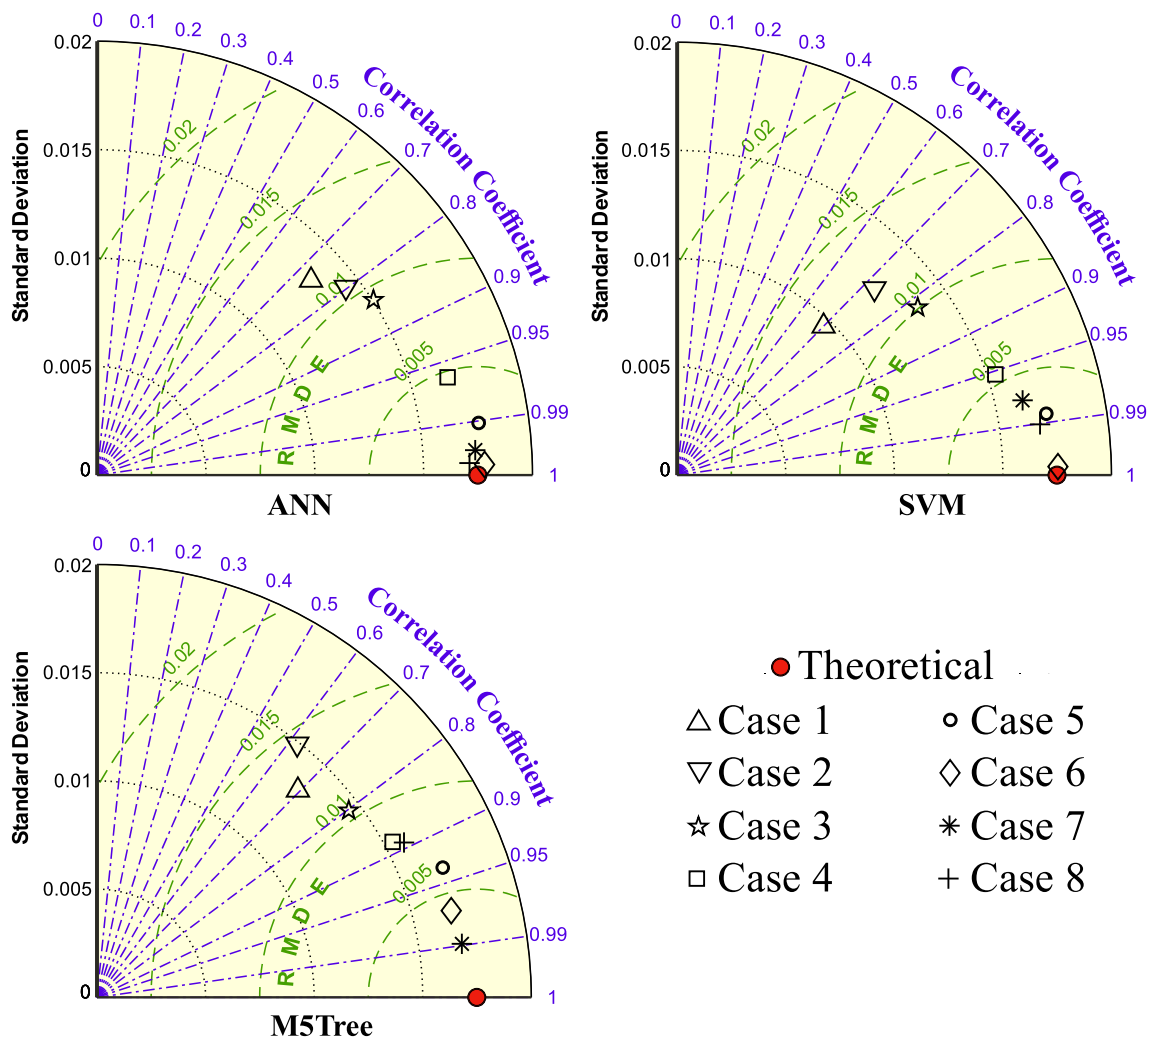 0 0.1 0.2 0.3 0.4 0.5 0.6 0.7 0.8 0.9 0.95 0.99 1
Correlation Coefficient
Standard Deviation
0.02
0.015
0.01
0.005
0
0.02
0.015
0.01
0.005
R M D E
ANN
0 0.1 0.2 0.3 0.4 0.5 0.6 0.7 0.8 0.9 0.95 0.99 1
Correlation Coefficient
Standard Deviation
0.02
0.015
0.01
0.005
0
0.02
0.015
0.01
0.005
R M D E
SVM
0 0.1 0.2 0.3 0.4 0.5 0.6 0.7 0.8 0.9 0.95 0.99 1
Correlation Coefficient
Standard Deviation
0.02
0.015
0.01
0.005
0
0.02
0.015
0.01
0.005
R M D E
M5Tree
Theoretical
Case 1
Case 2
Case 3
Case 4
Case 5
Case 6
Case 7
Case 8